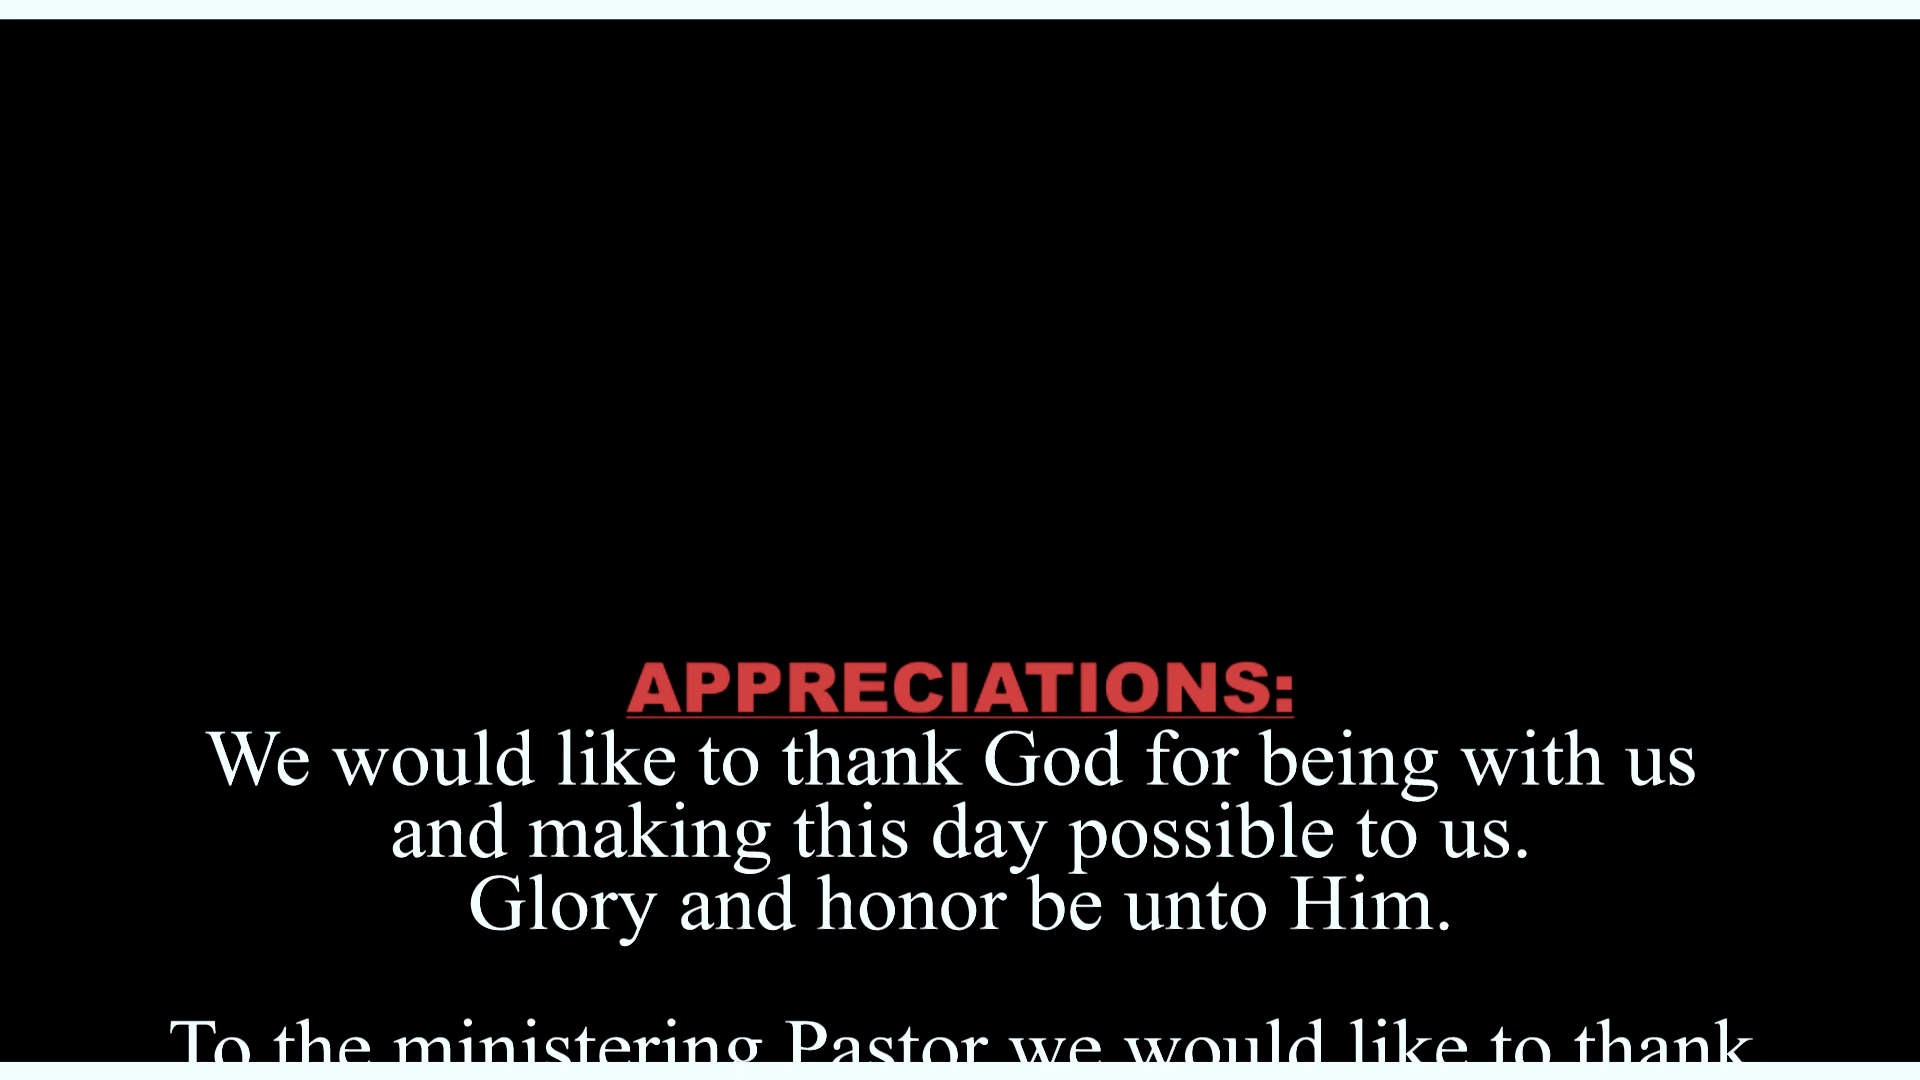 APPRECIATIONS:
We would like to thank God for being with us
and making this day possible to us.
Glory and honor be unto Him.
To the ministering Pastor we would like to thank